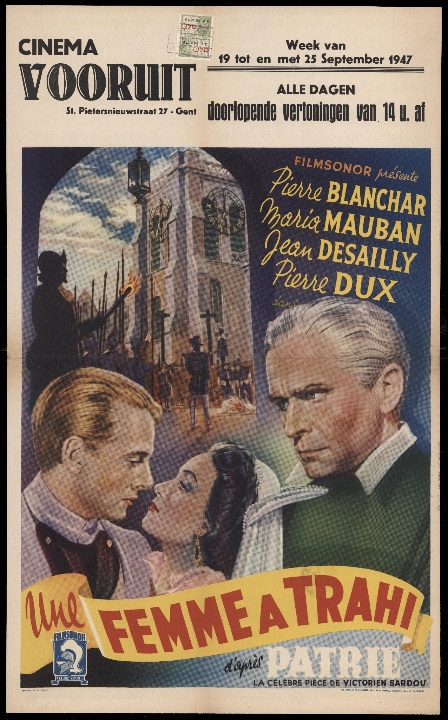 CINEMA
VOORUIT
St. Pietersnieuwstraat 27 - Gent
Week van
19 tot en met 25 September 1947
ALLE DAGEN
doorlopende vertoningen van 14 u. af
FILMSONOR présente
Pierre BLANCHAR
Maria MAUBAN
Jean DESAILLY
Pierre DUX
dans
Une
FEMME A TRAHI
FILMSONOR
d'après PATRIE
LA CÉLÈBRE PIÈCE DE VICTORIEN SARDOU